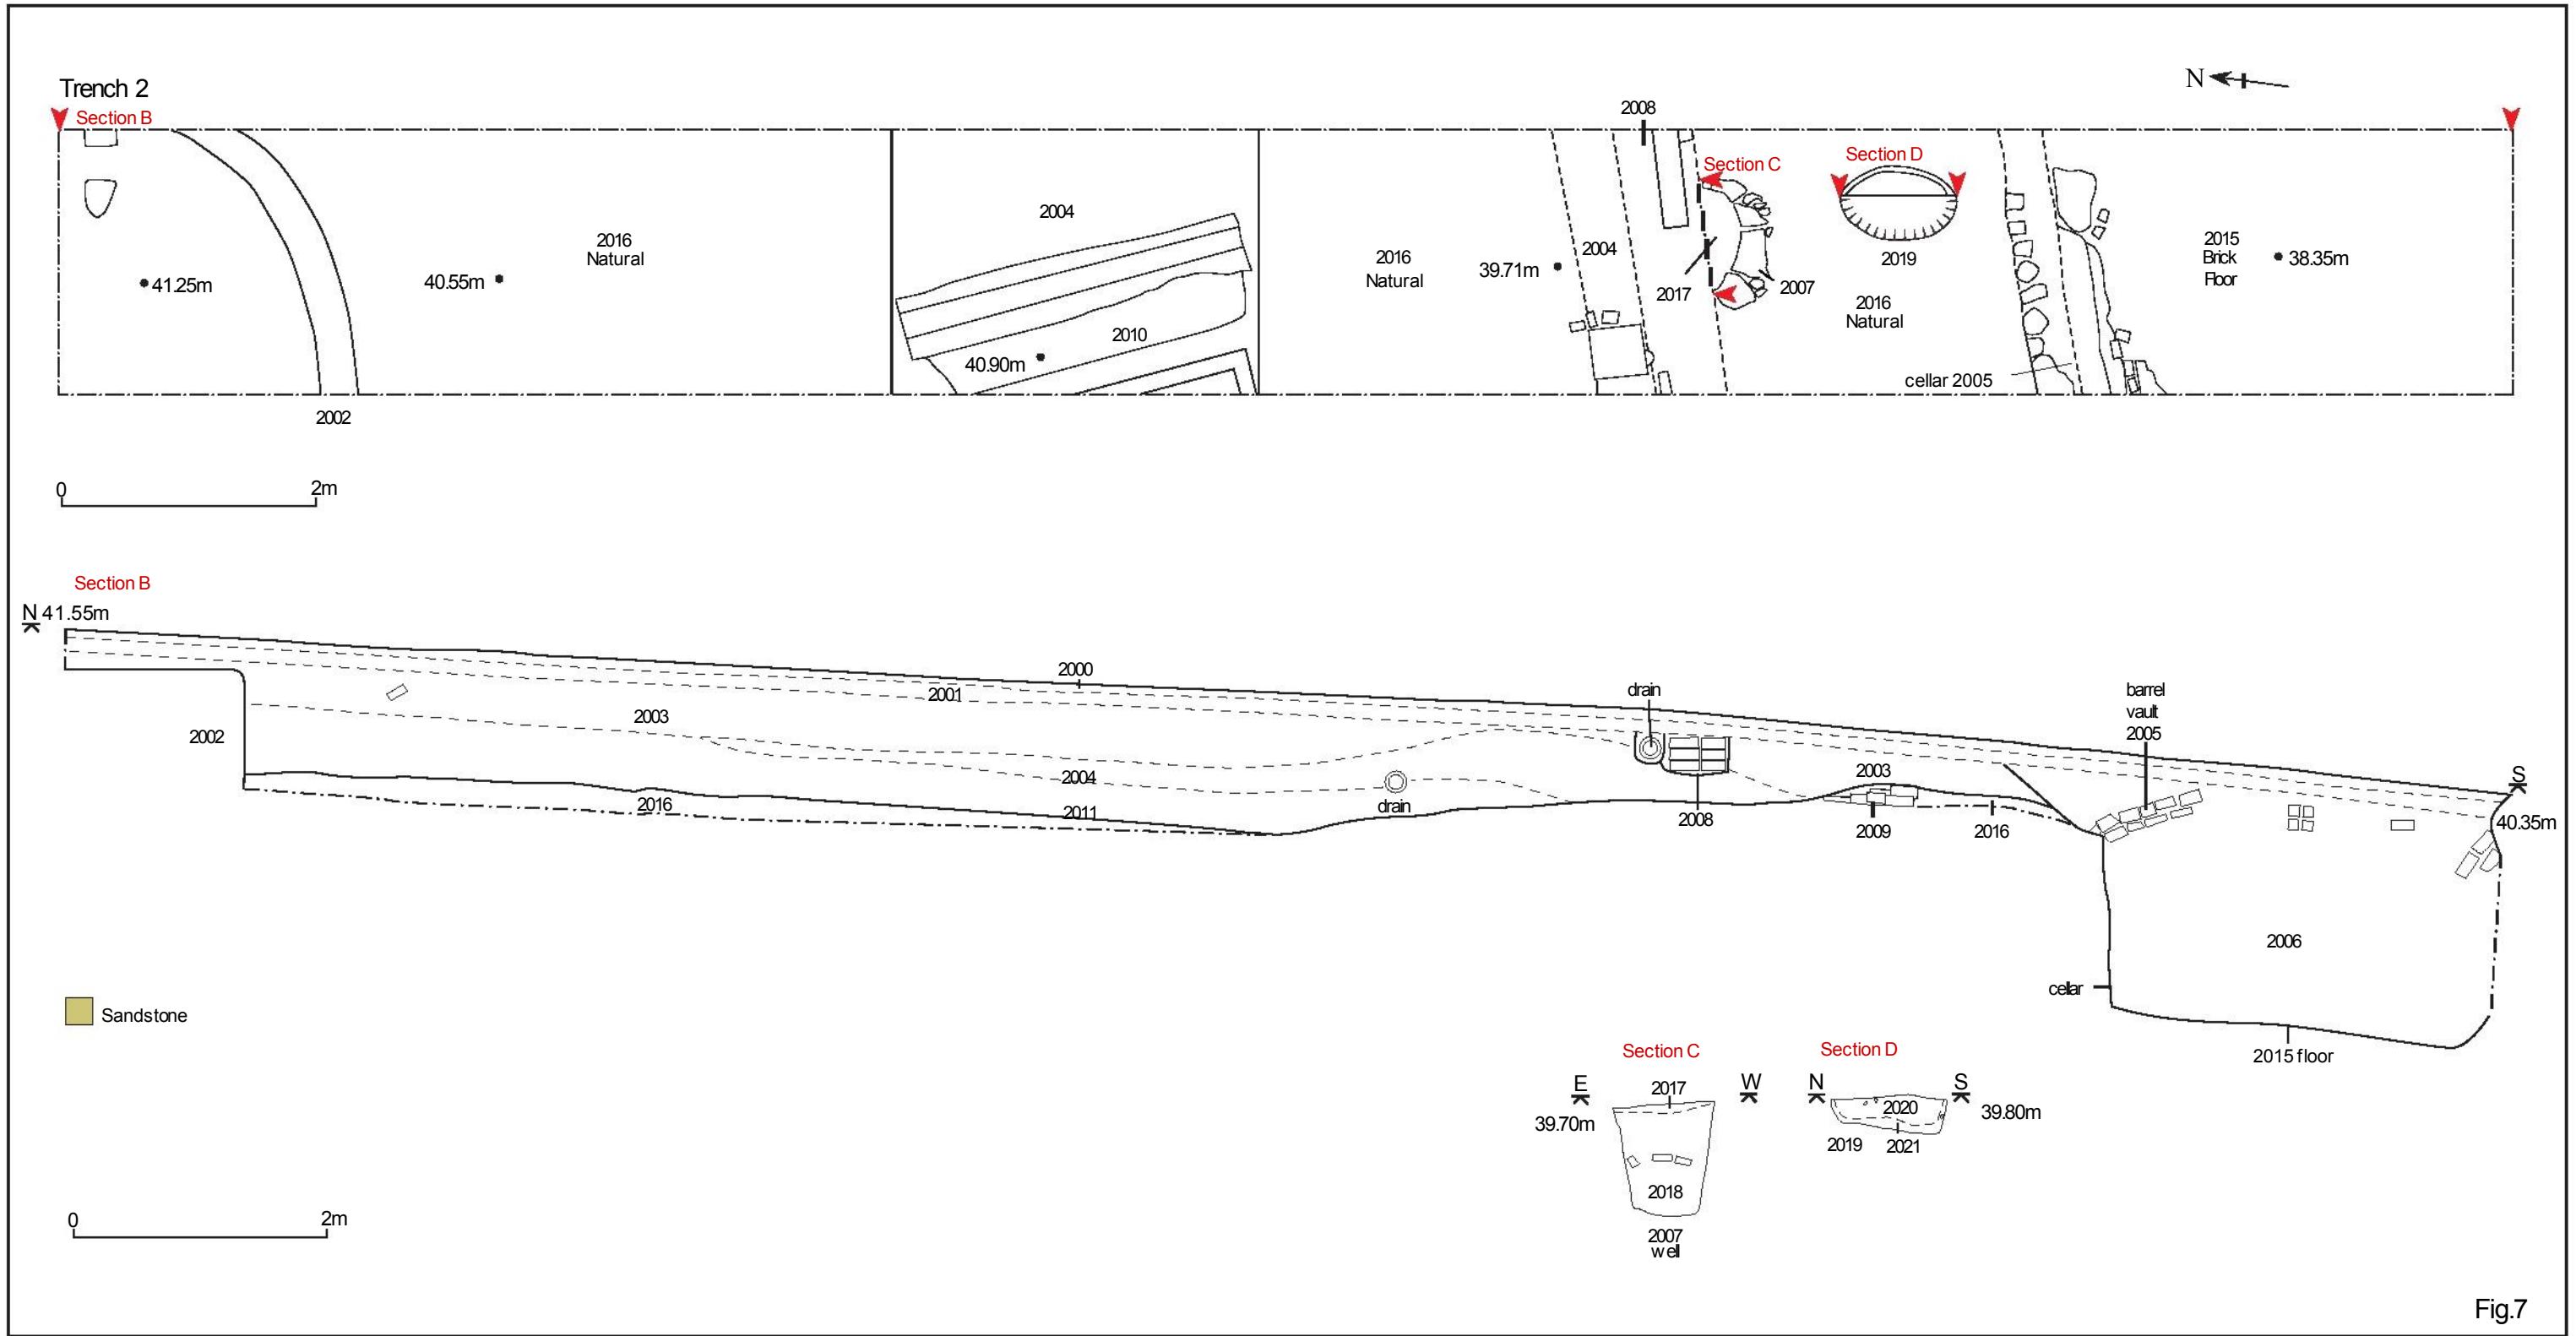 Trench 2
Section B
N
2008
Section C
Section D
2004
2016
Natural
41.25m
40.55m
2010
40.90m
2016
Natural
39.71m
2004
2017
2007
2019
2016
Natural
cellar 2005
2015
Brick
Floor
38.35m
2002
0 2m
Section B
N 41.55m
2000
2001
2003
2002
2004
2016
2011
drain
drain
2008
2003
2009
2016
barrel
vault
2005
S
40.35m
2006
cellar
2015 floor
Sandstone
Section C
E W
2017
39.70m
2018
2007
well
Section D
N S
2020
39.80m
2019 2021
0 2m
Fig.7